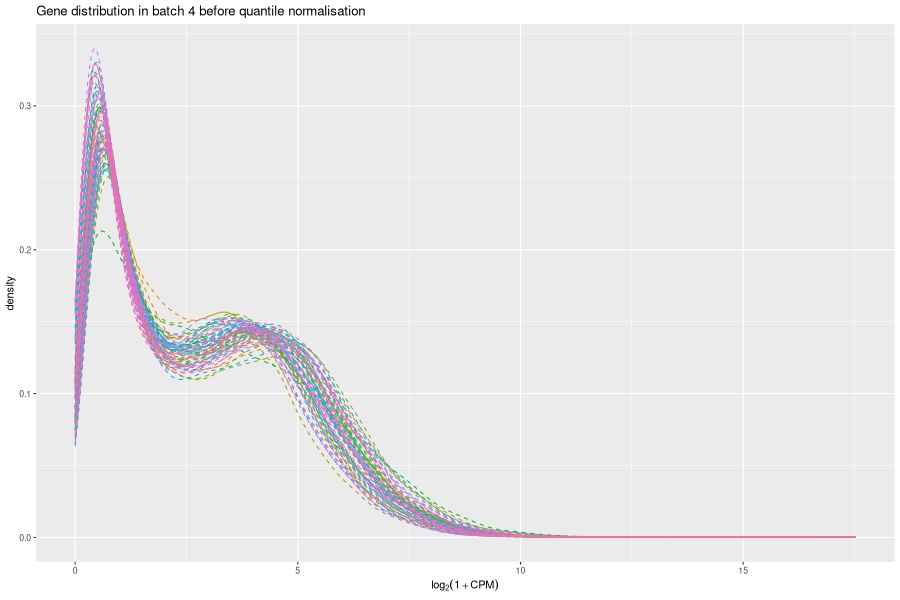 Gene distribution in batch 4 before quantile normalisation
density
0.3
0.2
0.1
0.0
0
5
10
15
log₂(1 + CPM)